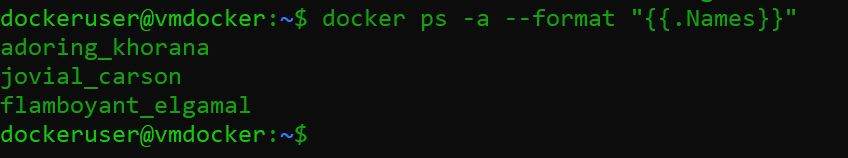 dockeruser@vmdocker:~$ docker ps -a --format "{{.Names}}"
adoring_khorana
jovial_carson
flamboyant_elgamal
dockeruser@vmdocker:~$